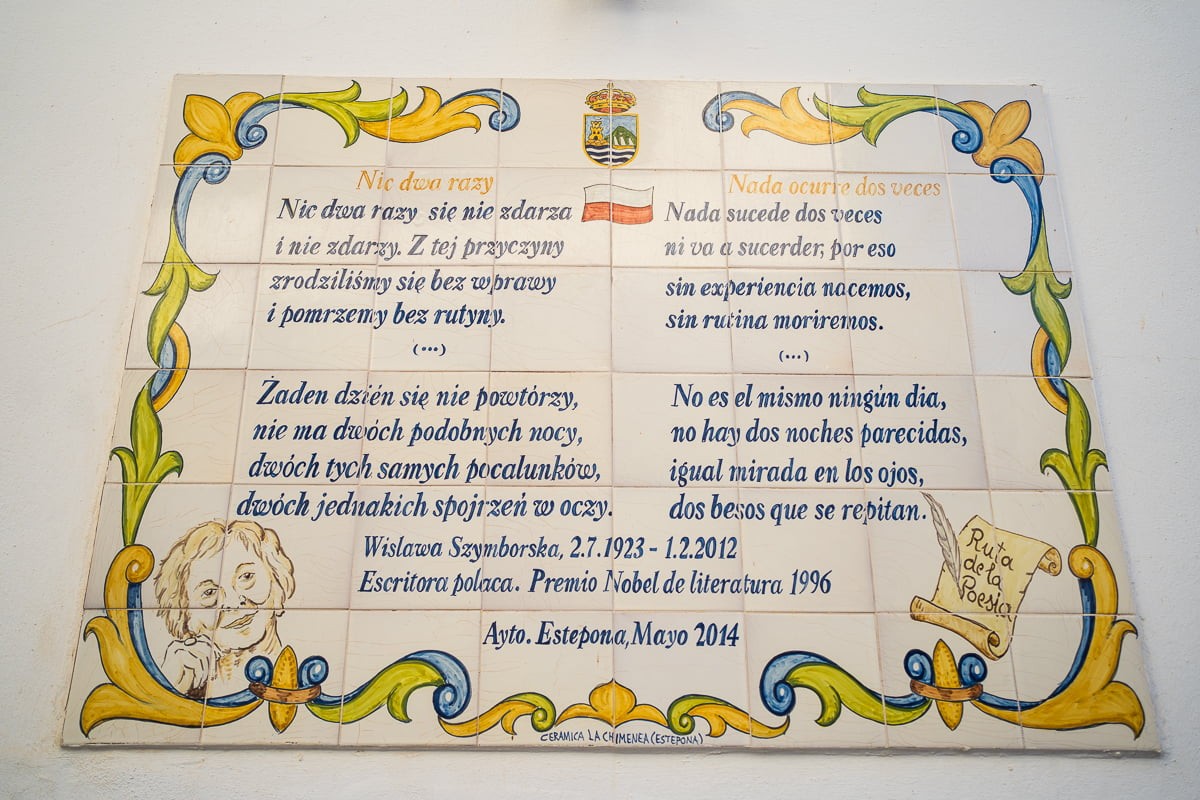 Nic dwa razy
Nic dwa razy się nie zdarza
i nie zdarzy. Z tej przyczyny
zrodziliśmy się bez wprawy
i pomrzemy bez rutyny.
(...)
Żaden dzién się nie powtórzy,
nie ma dwóch podobnych nocy,
dwóch tych samych pocalunków,
dwóch jednakich spojrzeń w oczy.
Nada ocurre dos veces
Nada sucede dos veces
ni va a sucerder, por eso
sin experiencia nacemos,
sin rutina moriremos.
(...)
No es el mismo ningún dia,
no hay dos noches parecidas,
igual mirada en los ojos,
dos besos que se repitan.
Wislawa Szymborska, 2.7.1923 - 1.2.2012
Escritora polaca. Premio Nobel de literatura 1996
Ayto. Estepona, Mayo 2014
Ruta
de la
Poesia
CERAMICA LA CHIMENEA (ESTEPONA)